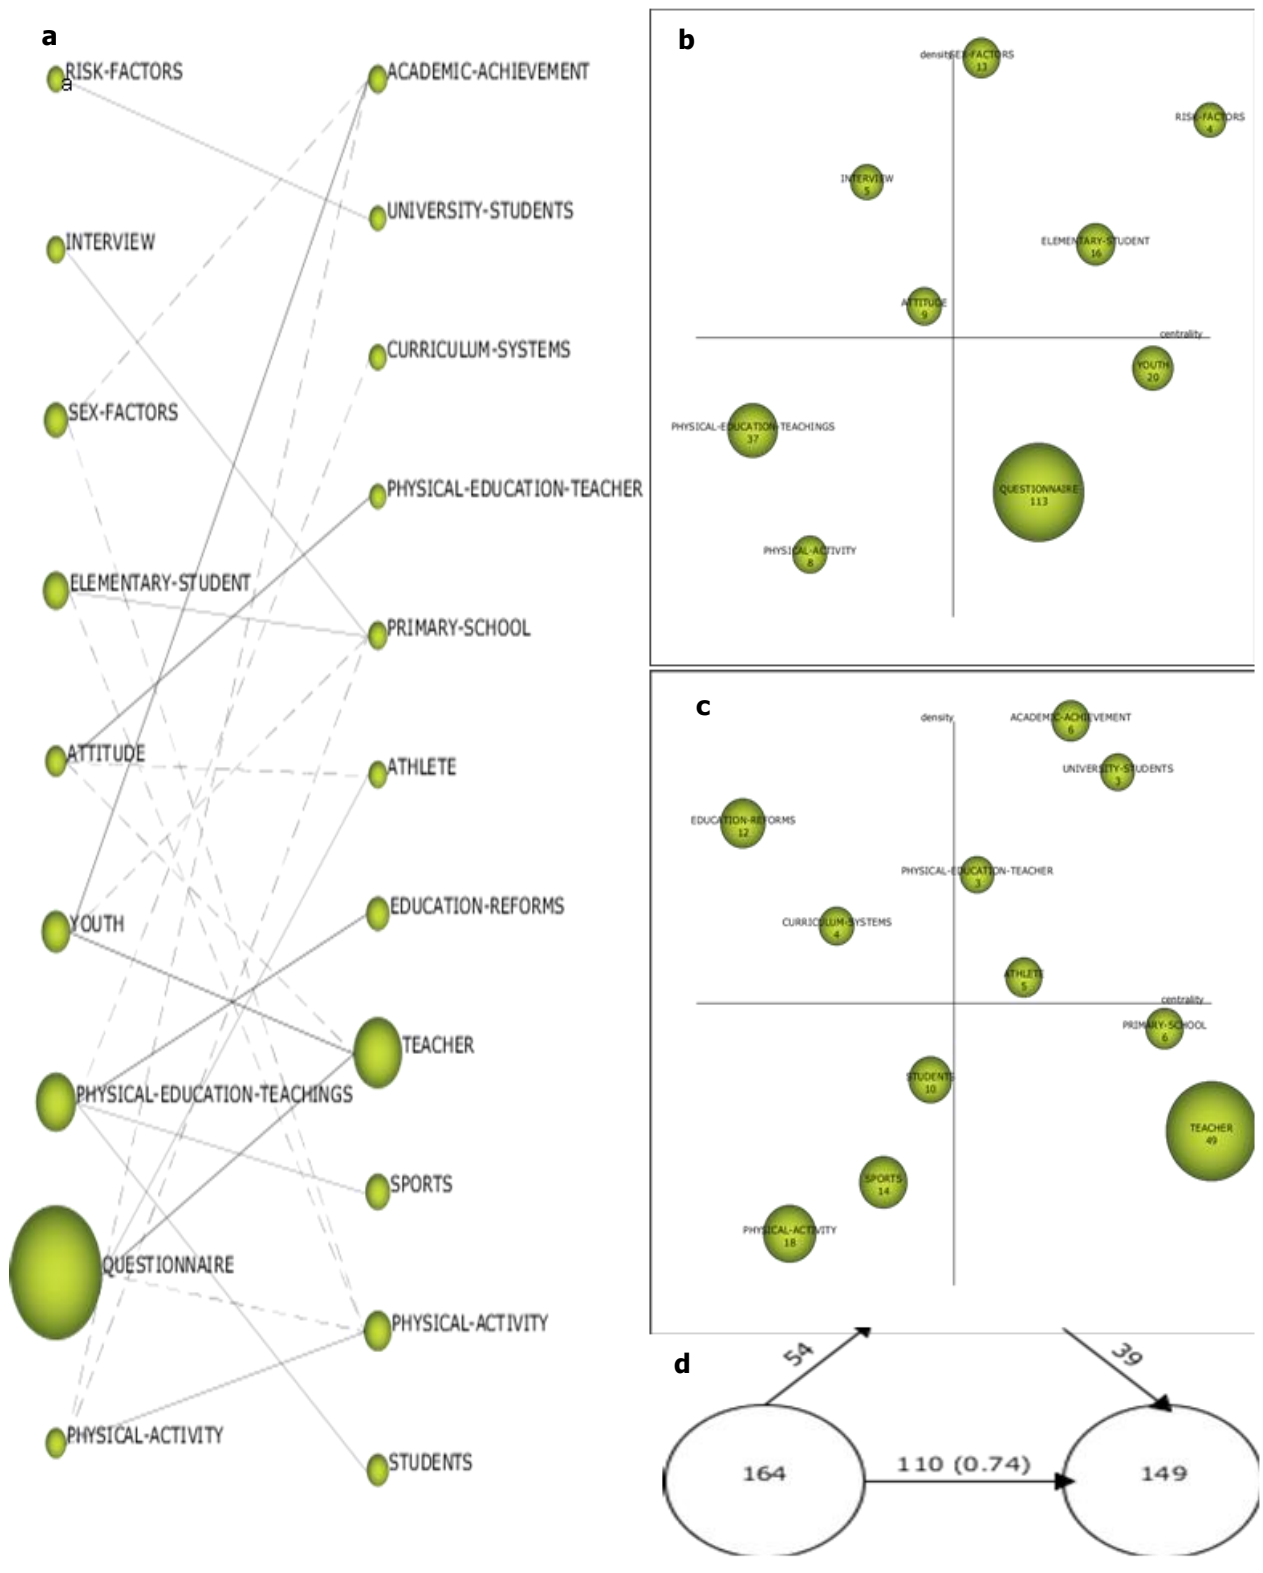 a
RISK-FACTORS
a
INTERVIEW
SEX-FACTORS
ELEMENTARY-STUDENT
ATTITUDE
YOUTH
PHYSICAL-EDUCATION-TEACHINGS
QUESTIONNAIRE
PHYSICAL-ACTIVITY
ACADEMIC-ACHIEVEMENT
UNIVERSITY-STUDENTS
CURRICULUM-SYSTEMS
PHYSICAL-EDUCATION-TEACHER
PRIMARY-SCHOOL
ATHLETE
EDUCATION-REFORMS
TEACHER
SPORTS
PHYSICAL-ACTIVITY
STUDENTS
b
density
SEX-FACTORS
13
RISK-FACTORS
4
INTERVIEW
5
ELEMENTARY-STUDENT
16
ATTITUDE
9
centrality
YOUTH
20
PHYSICAL-EDUCATION-TEACHINGS
37
QUESTIONNAIRE
113
PHYSICAL-ACTIVITY
8
c
density
ACADEMIC-ACHIEVEMENT
6
UNIVERSITY-STUDENTS
3
EDUCATION-REFORMS
12
PHYSICAL-EDUCATION-TEACHER
3
CURRICULUM-SYSTEMS
4
ATHLETE
5
centrality
PRIMARY-SCHOOL
6
STUDENTS
10
TEACHER
49
SPORTS
14
PHYSICAL-ACTIVITY
18
d
54
39
164
110 (0.74)
149